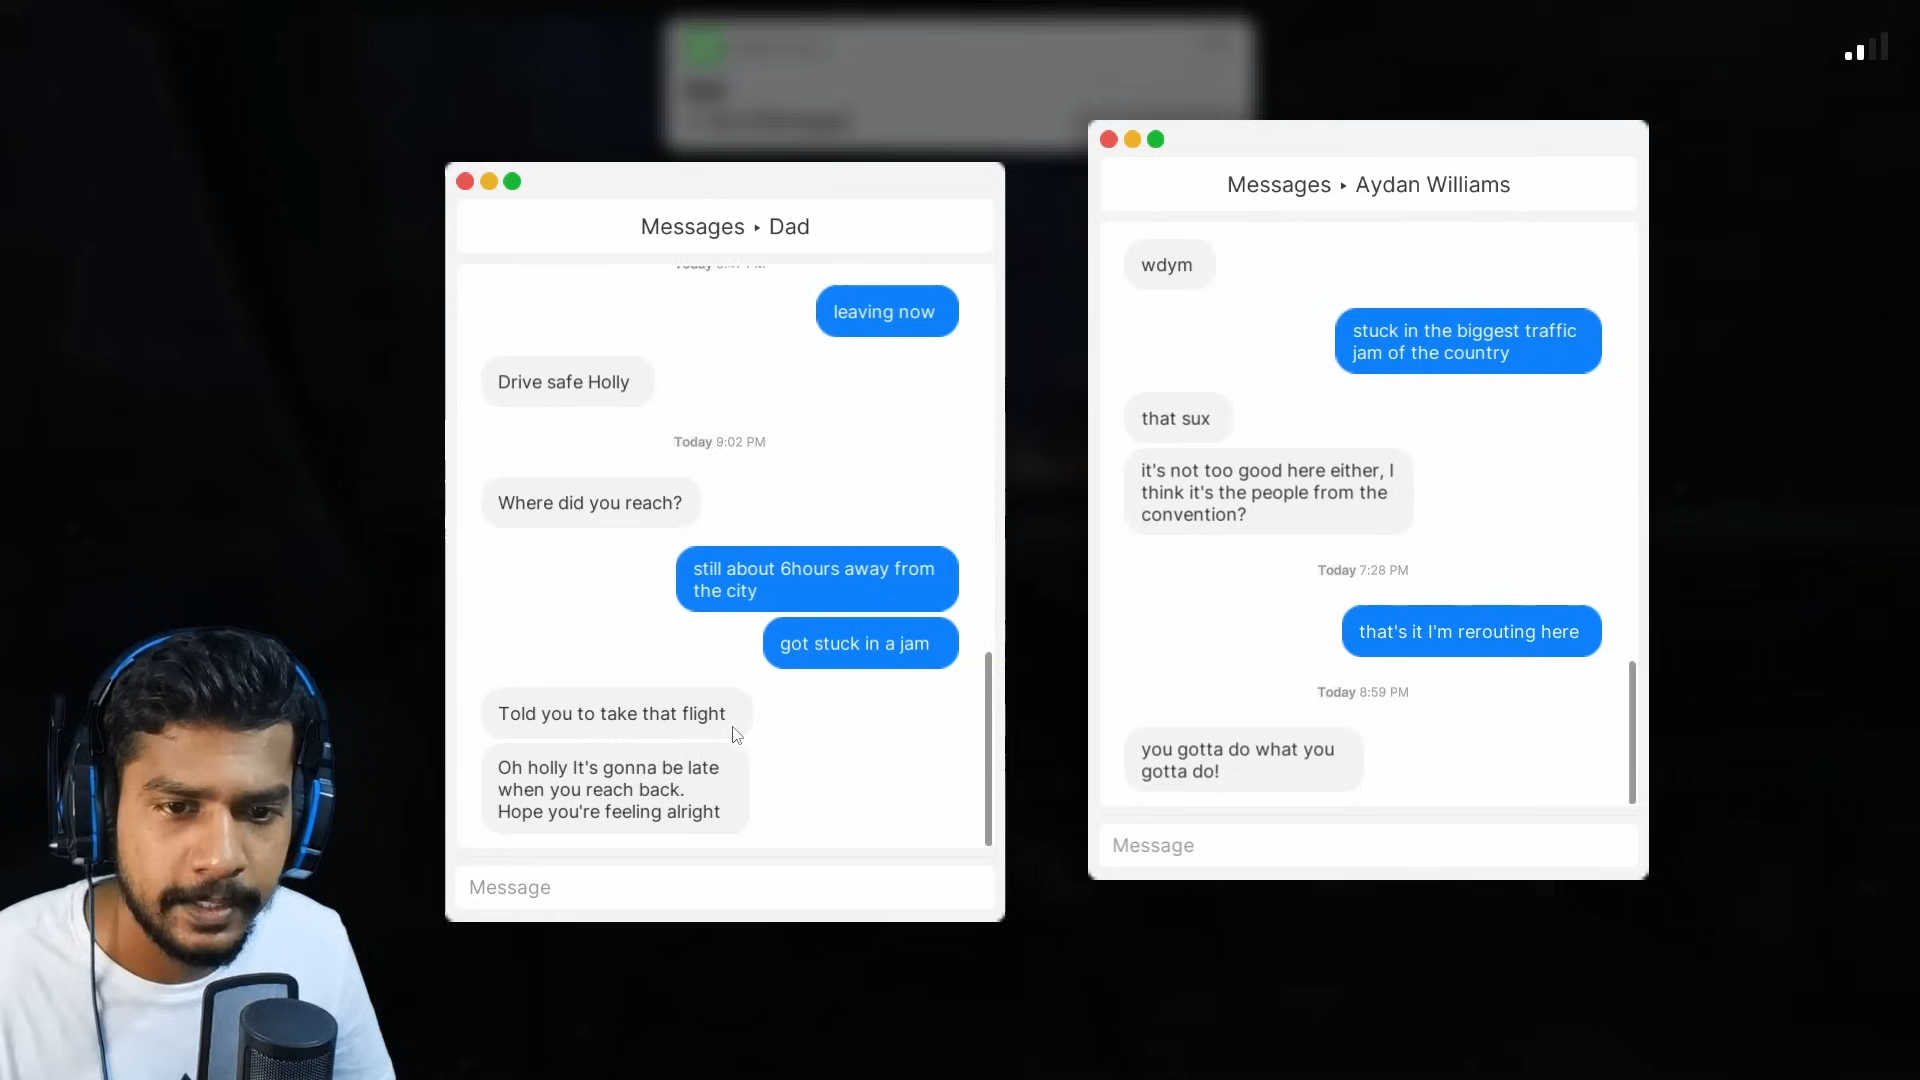 Messages ▸ Dad
leaving now
Drive safe Holly
Today 9:02 PM
Where did you reach?
still about 6hours away from
the city
got stuck in a jam
Told you to take that flight
Oh holly It's gonna be late
when you reach back.
Hope you're feeling alright
Message
Messages ▸ Aydan Williams
wdym
stuck in the biggest traffic
jam of the country
that sux
it's not too good here either, I
think it's the people from the
convention?
Today 7:28 PM
that's it I'm rerouting here
Today 8:59 PM
you gotta do what you
gotta do!
Message